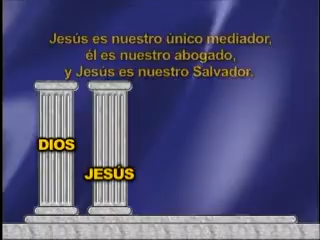 Jesús es nuestro único mediador,
él es nuestro abogado,
y Jesús es nuestro Salvador.
DIOS
JESÚS